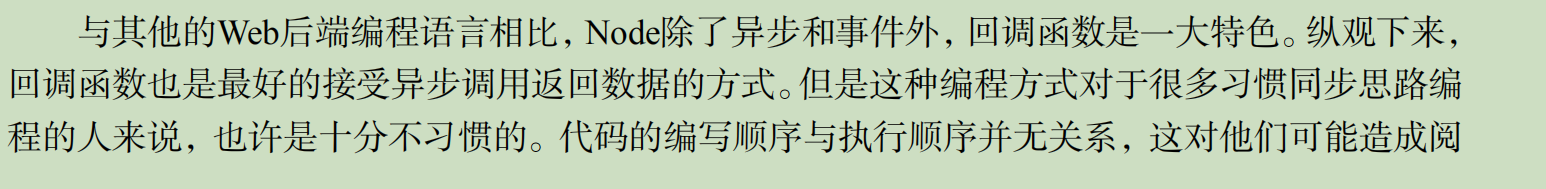 与其他的Web后端编程语言相比，Node除了异步和事件外，回调函数是一大特色。纵观下来，
回调函数也是最好的接受异步调用返回数据的方式。但是这种编程方式对于很多习惯同步思路编
程的人来说，也许是十分不习惯的。代码的编写顺序与执行顺序并无关系，这对他们可能造成阅